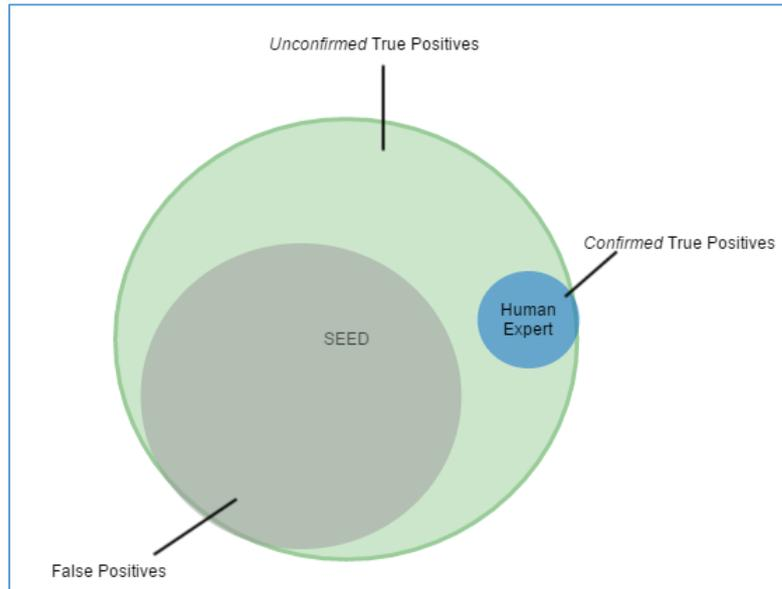 Unconfirmed True Positives
Confirmed True Positives
Human
Expert
SEED
False Positives